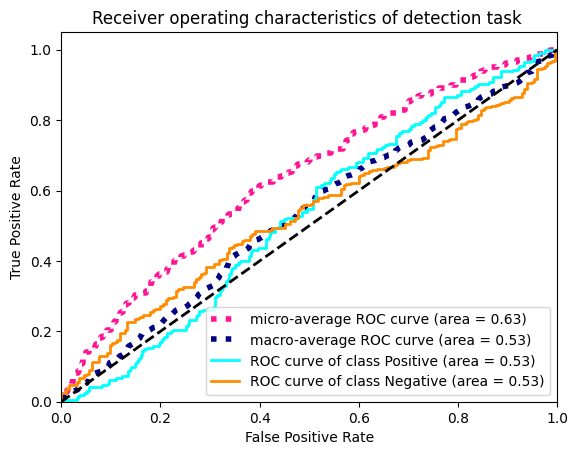 Receiver operating characteristics of detection task
True Positive Rate
1.0
0.8
0.6
0.4
0.2
0.0
micro-average ROC curve (area = 0.63)
macro-average ROC curve (area = 0.53)
ROC curve of class Positive (area = 0.53)
ROC curve of class Negative (area = 0.53)
0.0 0.2 0.4 0.6 0.8 1.0
False Positive Rate